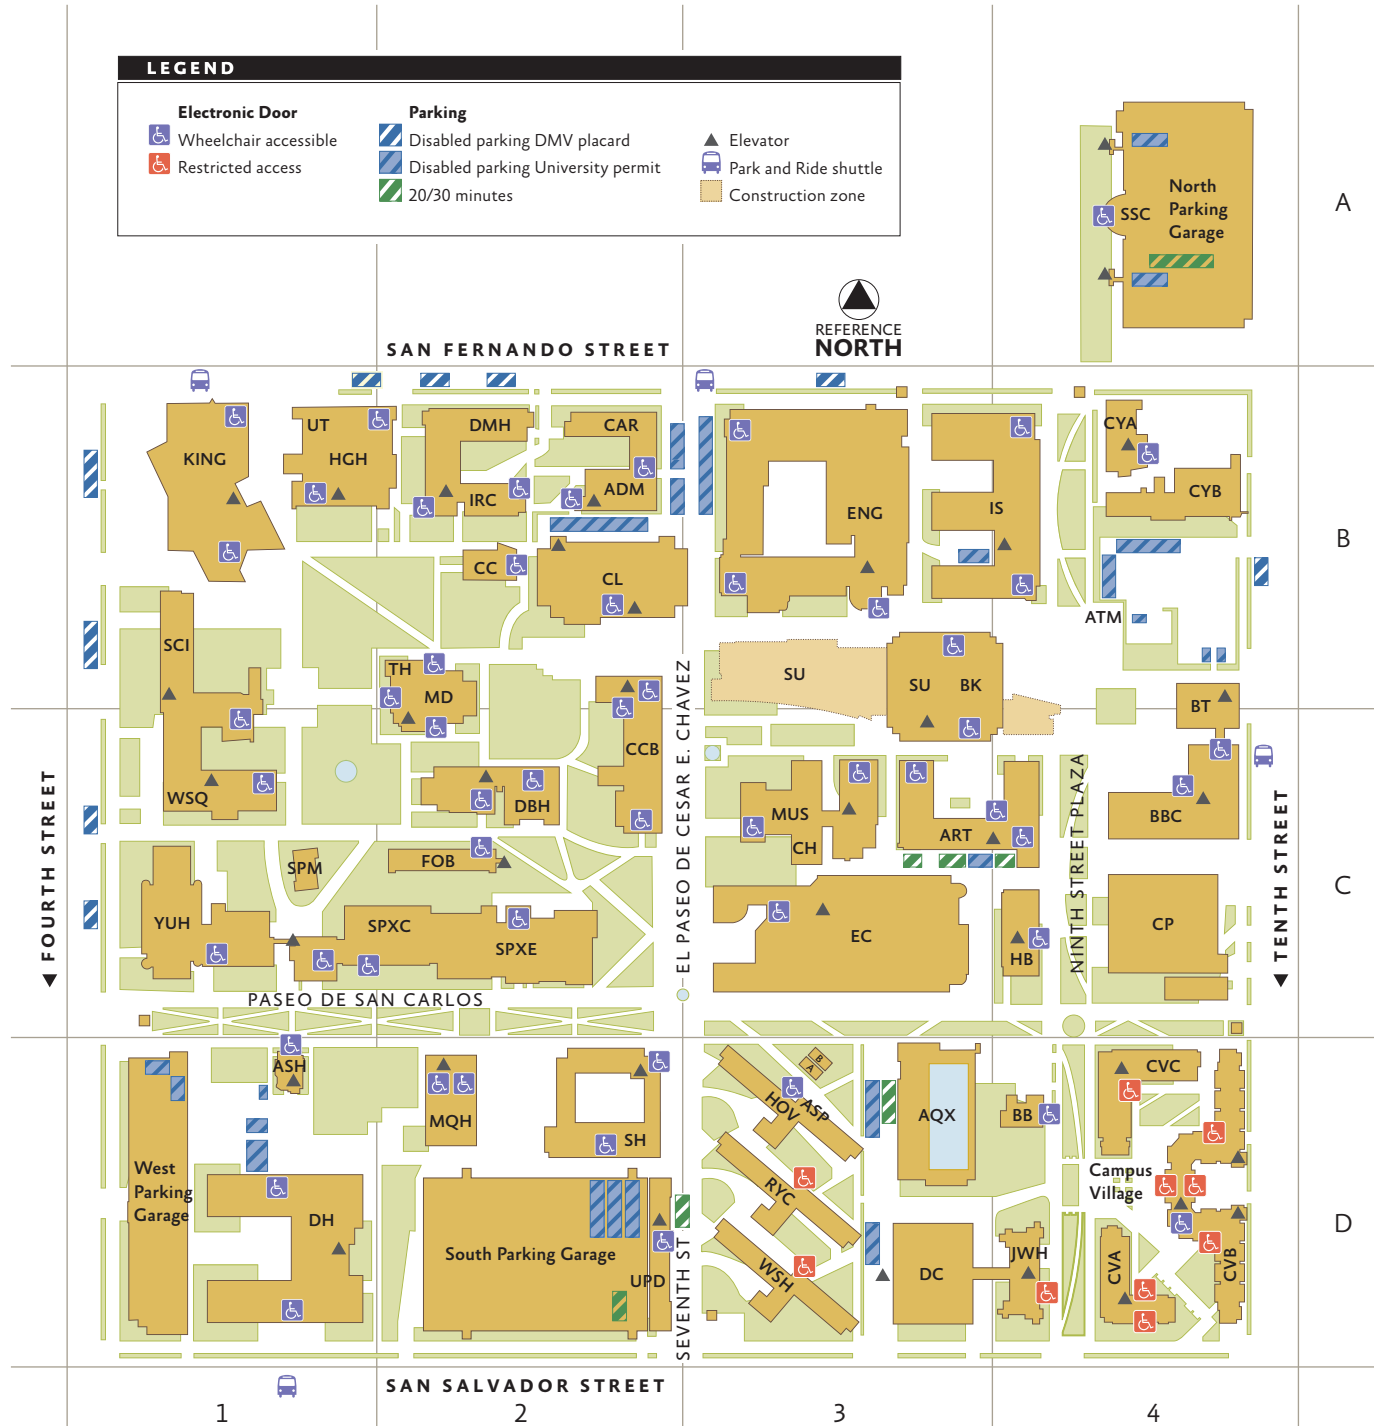 LEGEND
Electronic Door
Wheelchair accessible
Restricted access
Parking
Disabled parking DMV placard
Disabled parking University permit
20/30 minutes
Elevator
Park and Ride shuttle
Construction zone
North
Parking
Garage
SSC
A
REFERENCE
NORTH
SAN FERNANDO STREET
KING
UT
HGH
DMH
IRC
CAR
ADM
CC
CL
ENG
IS
CYA
CYB
B
ATM
SCI
TH
MD
SU
SU
BK
BT
CCB
WSQ
DBH
MUS
CH
ART
BBC
EL PASEO DE CESAR E. CHAVEZ
NINTH STREET PLAZA
FOURTH STREET
TENTH STREET
SPM
FOB
YUH
SPXC
SPXE
EC
HB
CP
C
PASEO DE SAN CARLOS
ASH
MQH
SH
B
A
HOV
ASP
AQX
BB
CVC
West
Parking
Garage
DH
South Parking Garage
UPD
SEVENTH ST
RYC
WSH
DC
JWH
Campus
Village
CVA
CVB
D
SAN SALVADOR STREET
1
2
3
4